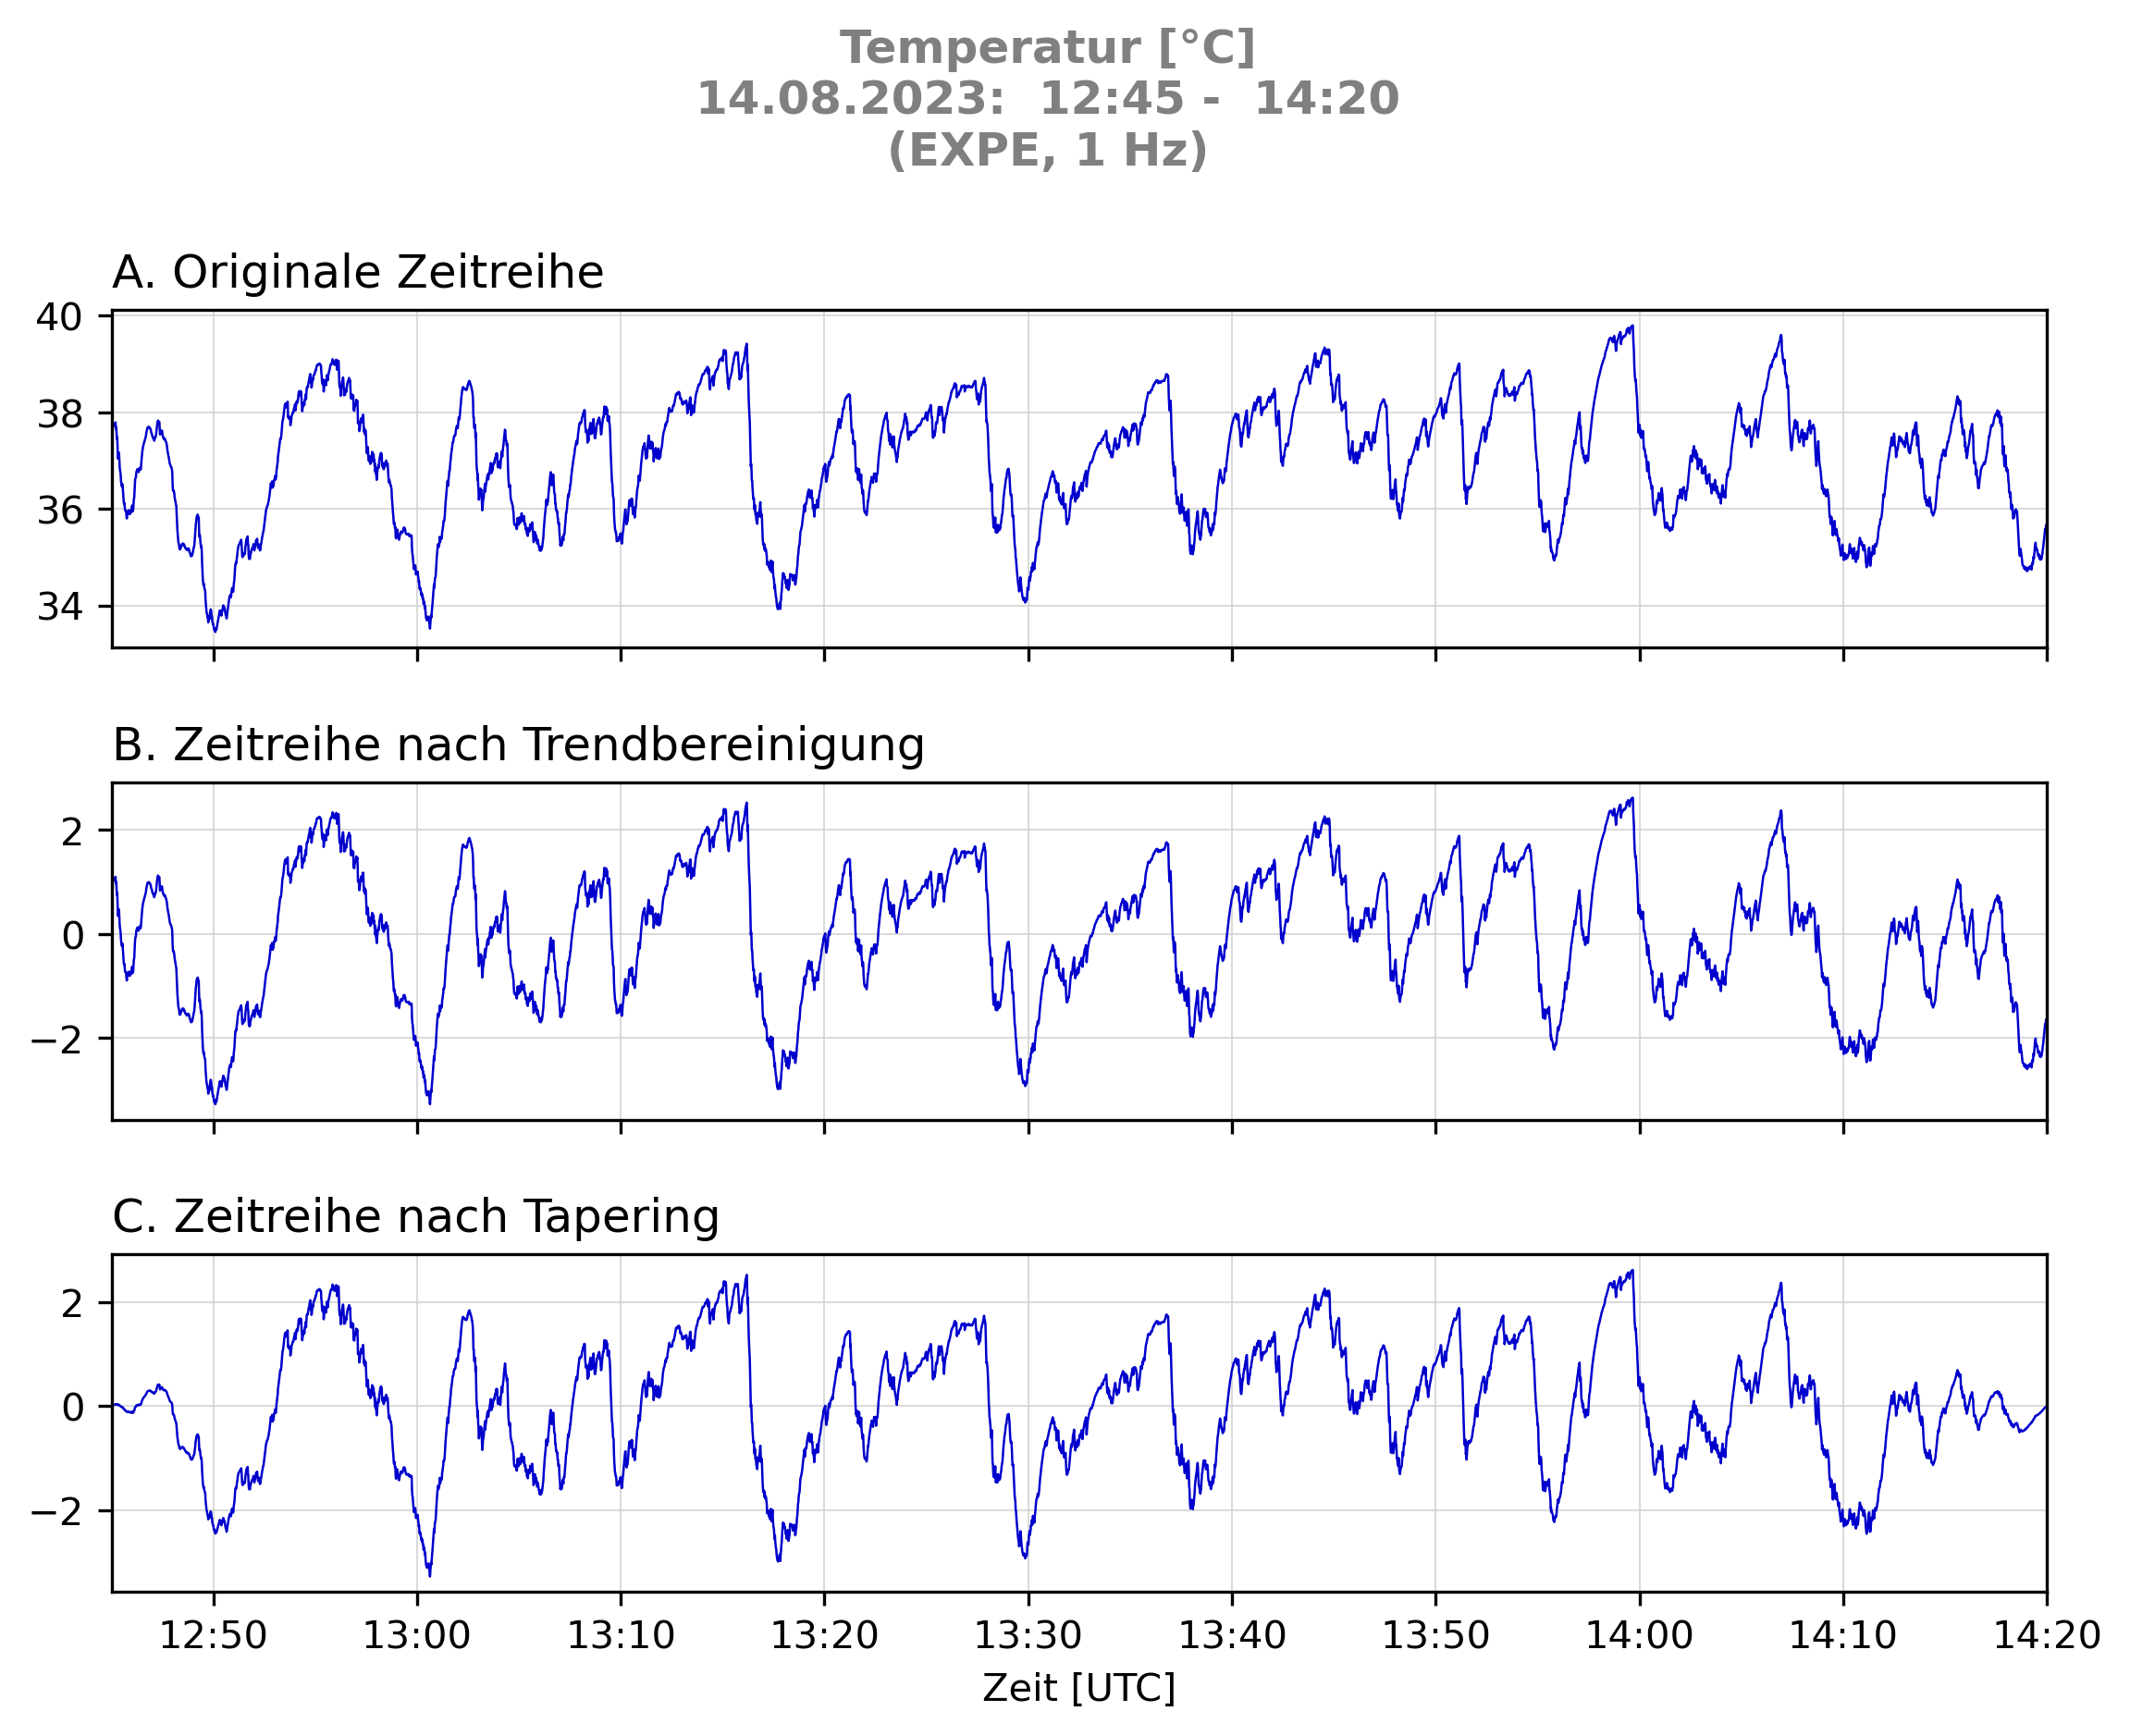 Temperatur [°C]
14.08.2023:  12:45 -  14:20
(EXPE, 1 Hz)
A. Originale Zeitreihe
40
38
36
34
B. Zeitreihe nach Trendbereinigung
2
0
−2
C. Zeitreihe nach Tapering
2
0
−2
12:50 13:00 13:10 13:20 13:30 13:40 13:50 14:00 14:10 14:20
Zeit [UTC]